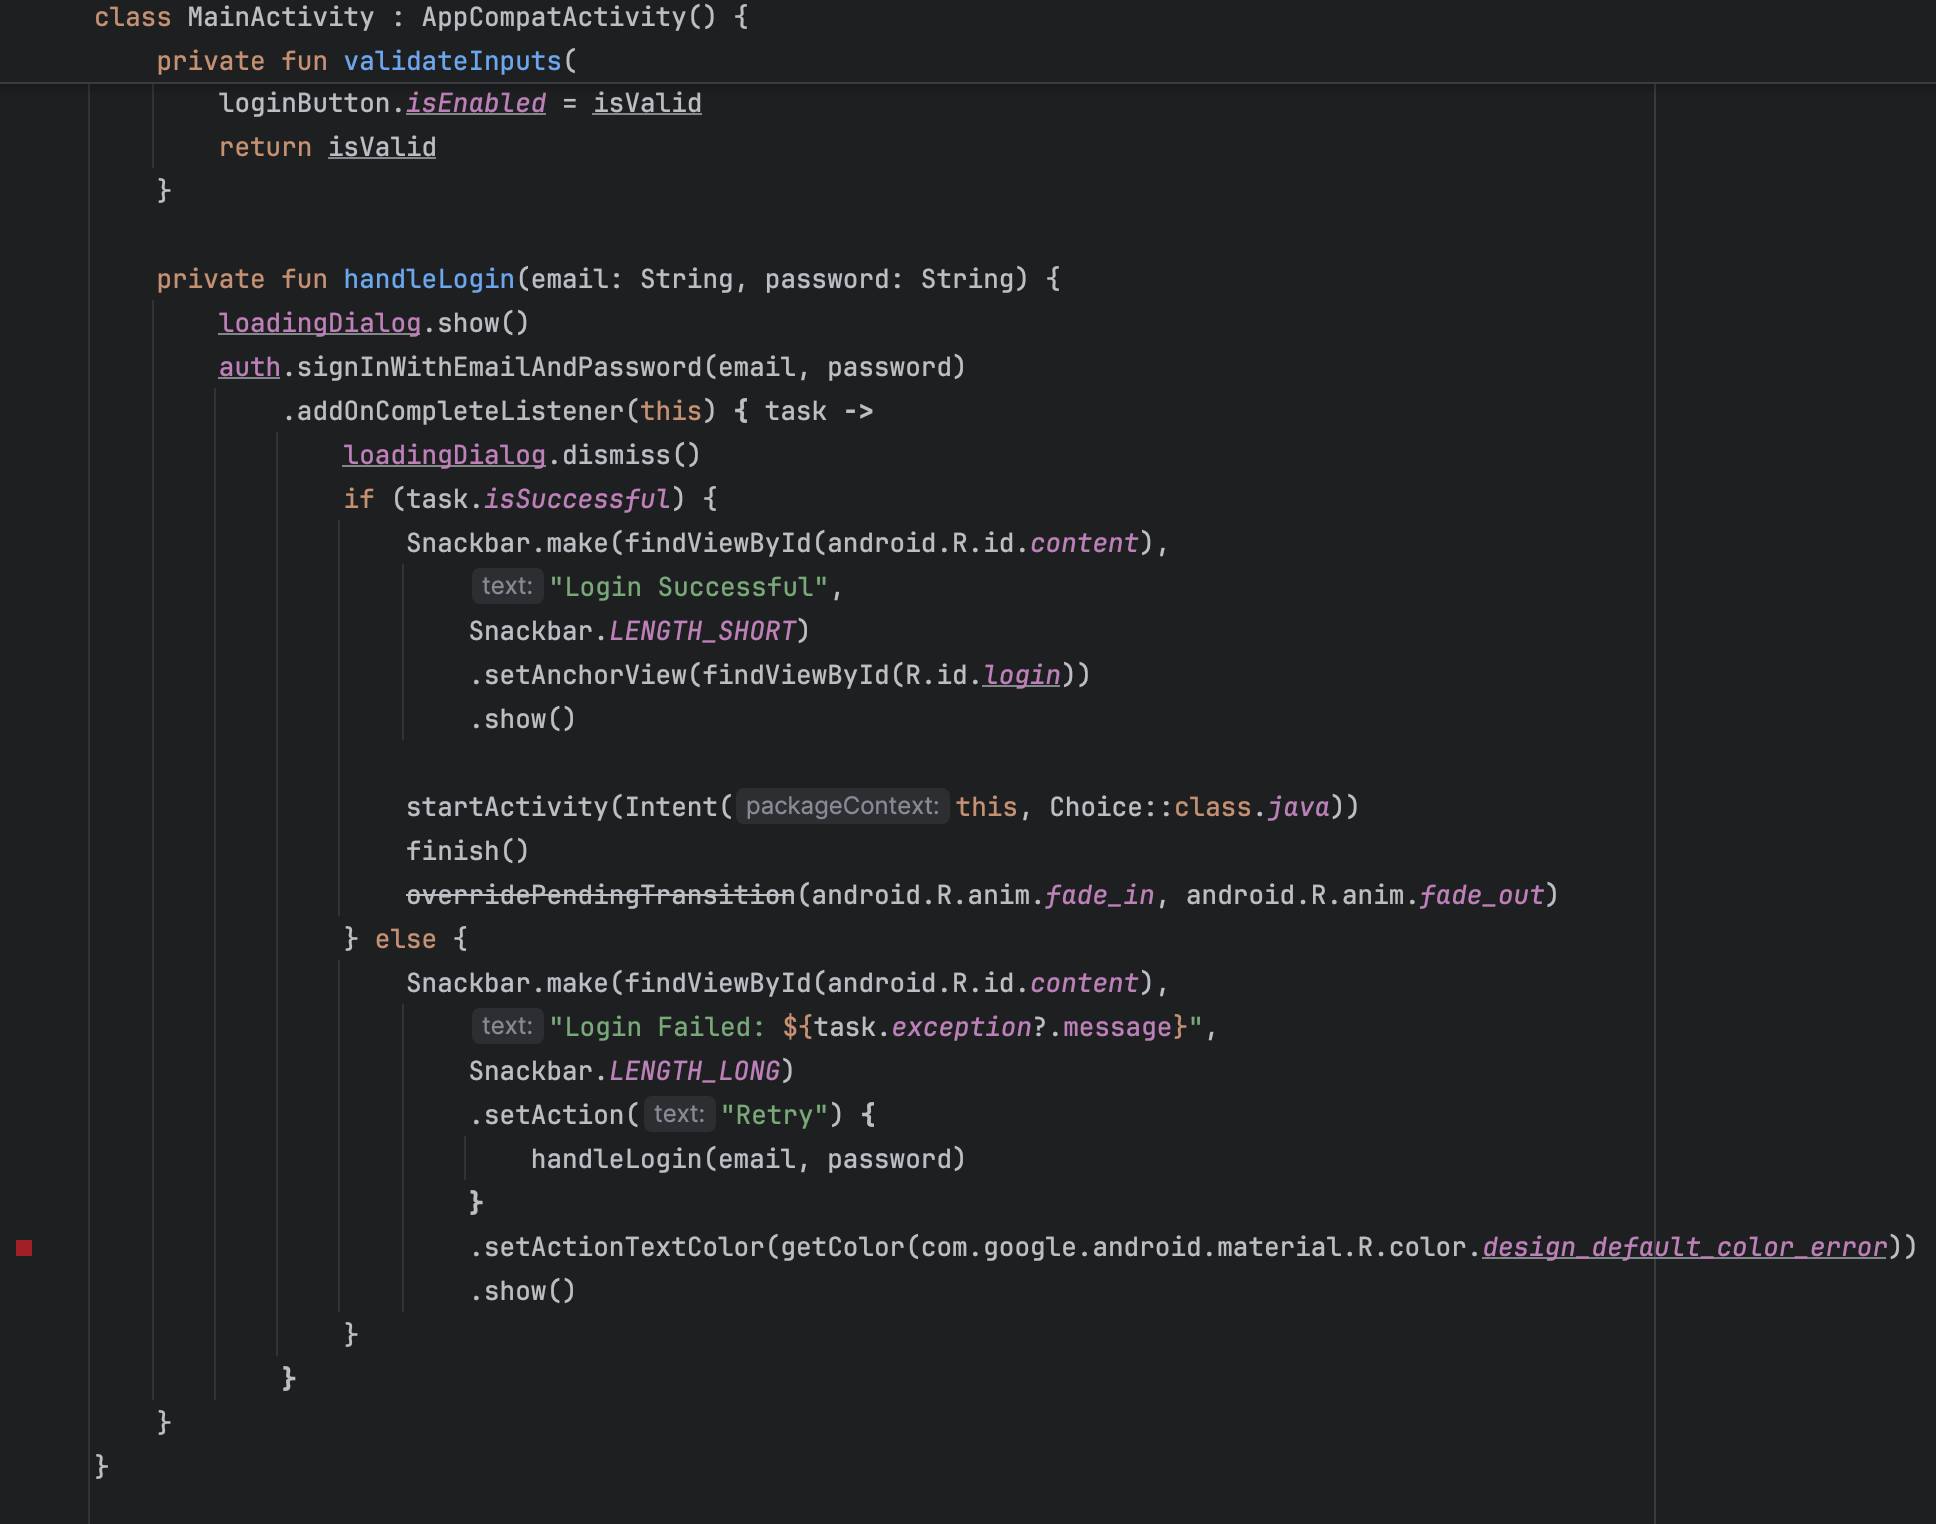 class MainActivity : AppCompatActivity() {
    private fun validateInputs(
        loginButton.isEnabled = isValid
        return isValid
    }

    private fun handleLogin(email: String, password: String) {
        loadingDialog.show()
        auth.signInWithEmailAndPassword(email, password)
            .addOnCompleteListener(this) { task ->
                loadingDialog.dismiss()
                if (task.isSuccessful) {
                    Snackbar.make(findViewById(android.R.id.content),
                        text: "Login Successful",
                        Snackbar.LENGTH_SHORT)
                        .setAnchorView(findViewById(R.id.login))
                        .show()

                    startActivity(Intent( packageContext: this, Choice::class.java))
                    finish()
                    overridePendingTransition(android.R.anim.fade_in, android.R.anim.fade_out)
                } else {
                    Snackbar.make(findViewById(android.R.id.content),
                        text: "Login Failed: ${task.exception?.message}",
                        Snackbar.LENGTH_LONG)
                        .setAction( text: "Retry") {
                            handleLogin(email, password)
                        }
                        .setActionTextColor(getColor(com.google.android.material.R.color.design_default_color_error))
                        .show()
                }
            }
    }
}